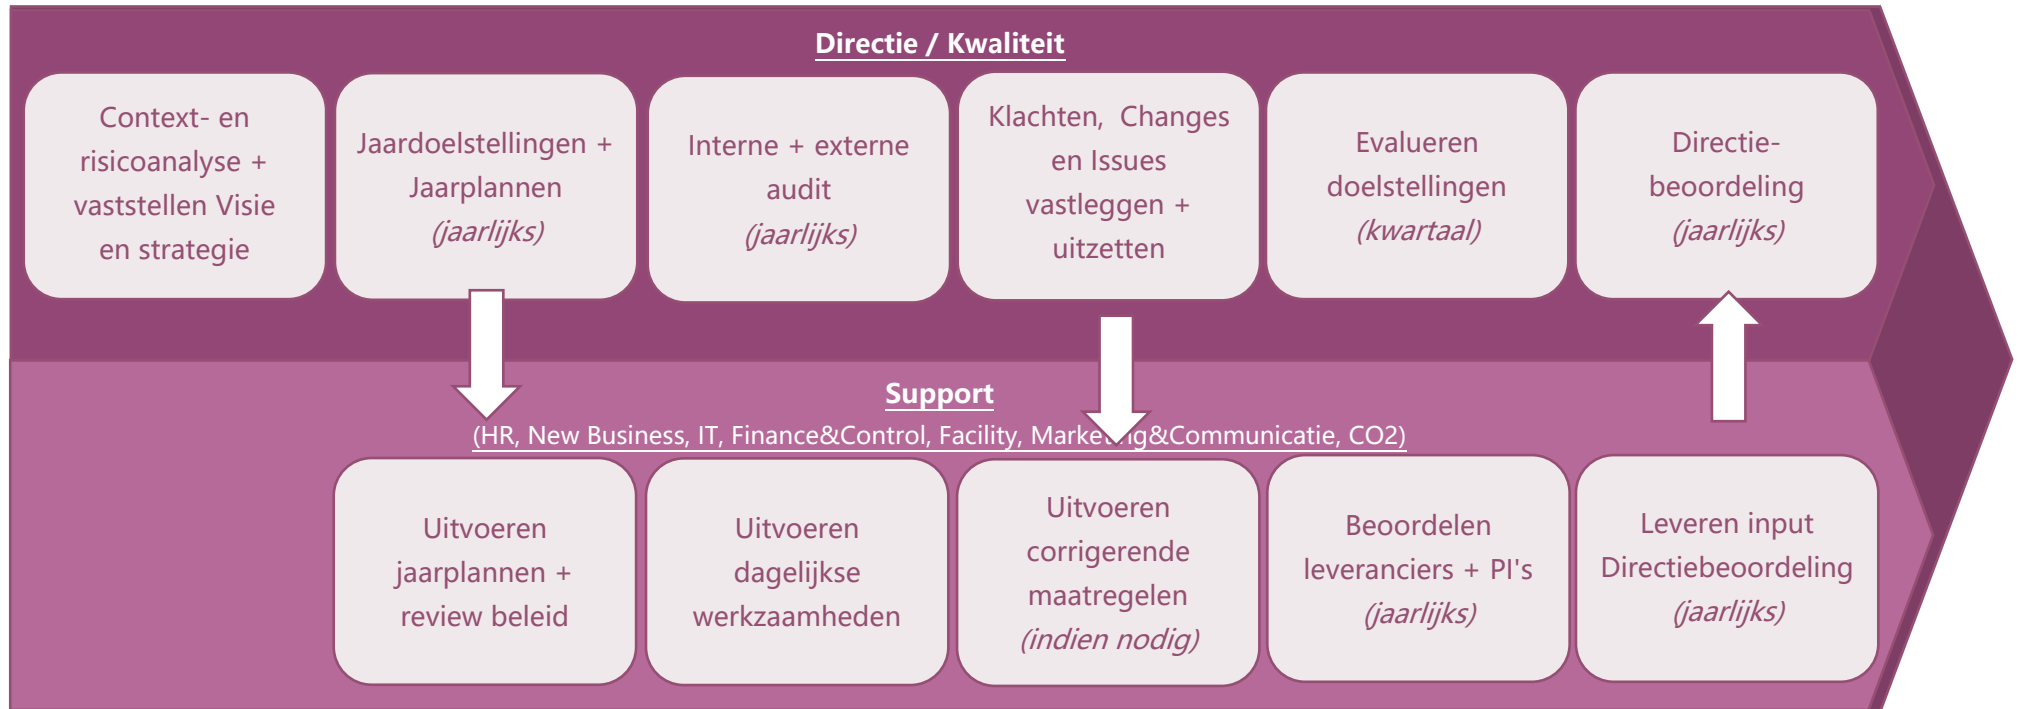 Directie / Kwaliteit
Context- en
risicoanalyse +
vaststellen Visie
en strategie
Jaardoelstellingen +
Jaarplannen
(jaarlijks)
Interne + externe
audit
(jaarlijks)
Klachten, Changes
en Issues
vastleggen +
uitzetten
Evalueren
doelstellingen
(kwartaal)
Directie-
beoordeling
(jaarlijks)
Support
(HR, New Business, IT, Finance&Control, Facility, Marketing&Communicatie, CO2)
Uitvoeren
jaarplannen +
review beleid
Uitvoeren
dagelijkse
werkzaamheden
Uitvoeren
corrigerende
maatregelen
(indien nodig)
Beoordelen
leveranciers + PI's
(jaarlijks)
Leveren input
Directiebeoordeling
(jaarlijks)